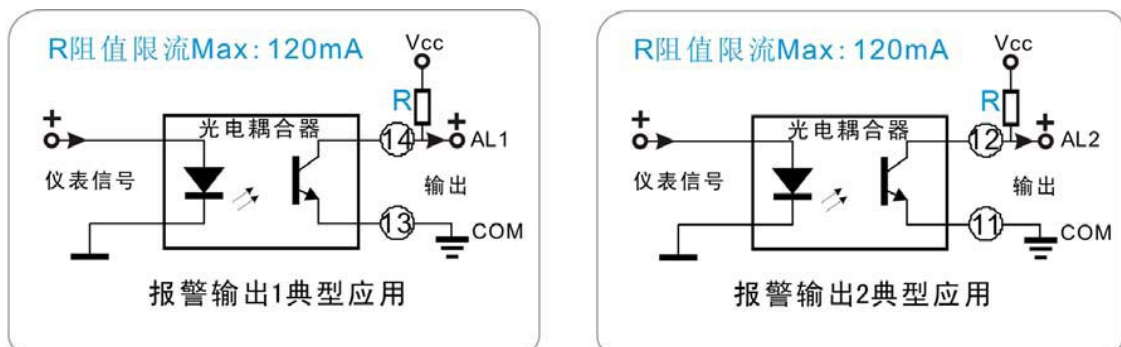 R阻值限流Max: 120mA
Vcc
R
+
光电耦合器
14
+
AL1
仪表信号
输出
13
COM
报警输出1典型应用
R阻值限流Max: 120mA
Vcc
R
+
光电耦合器
12
+
AL2
仪表信号
输出
11
COM
报警输出2典型应用